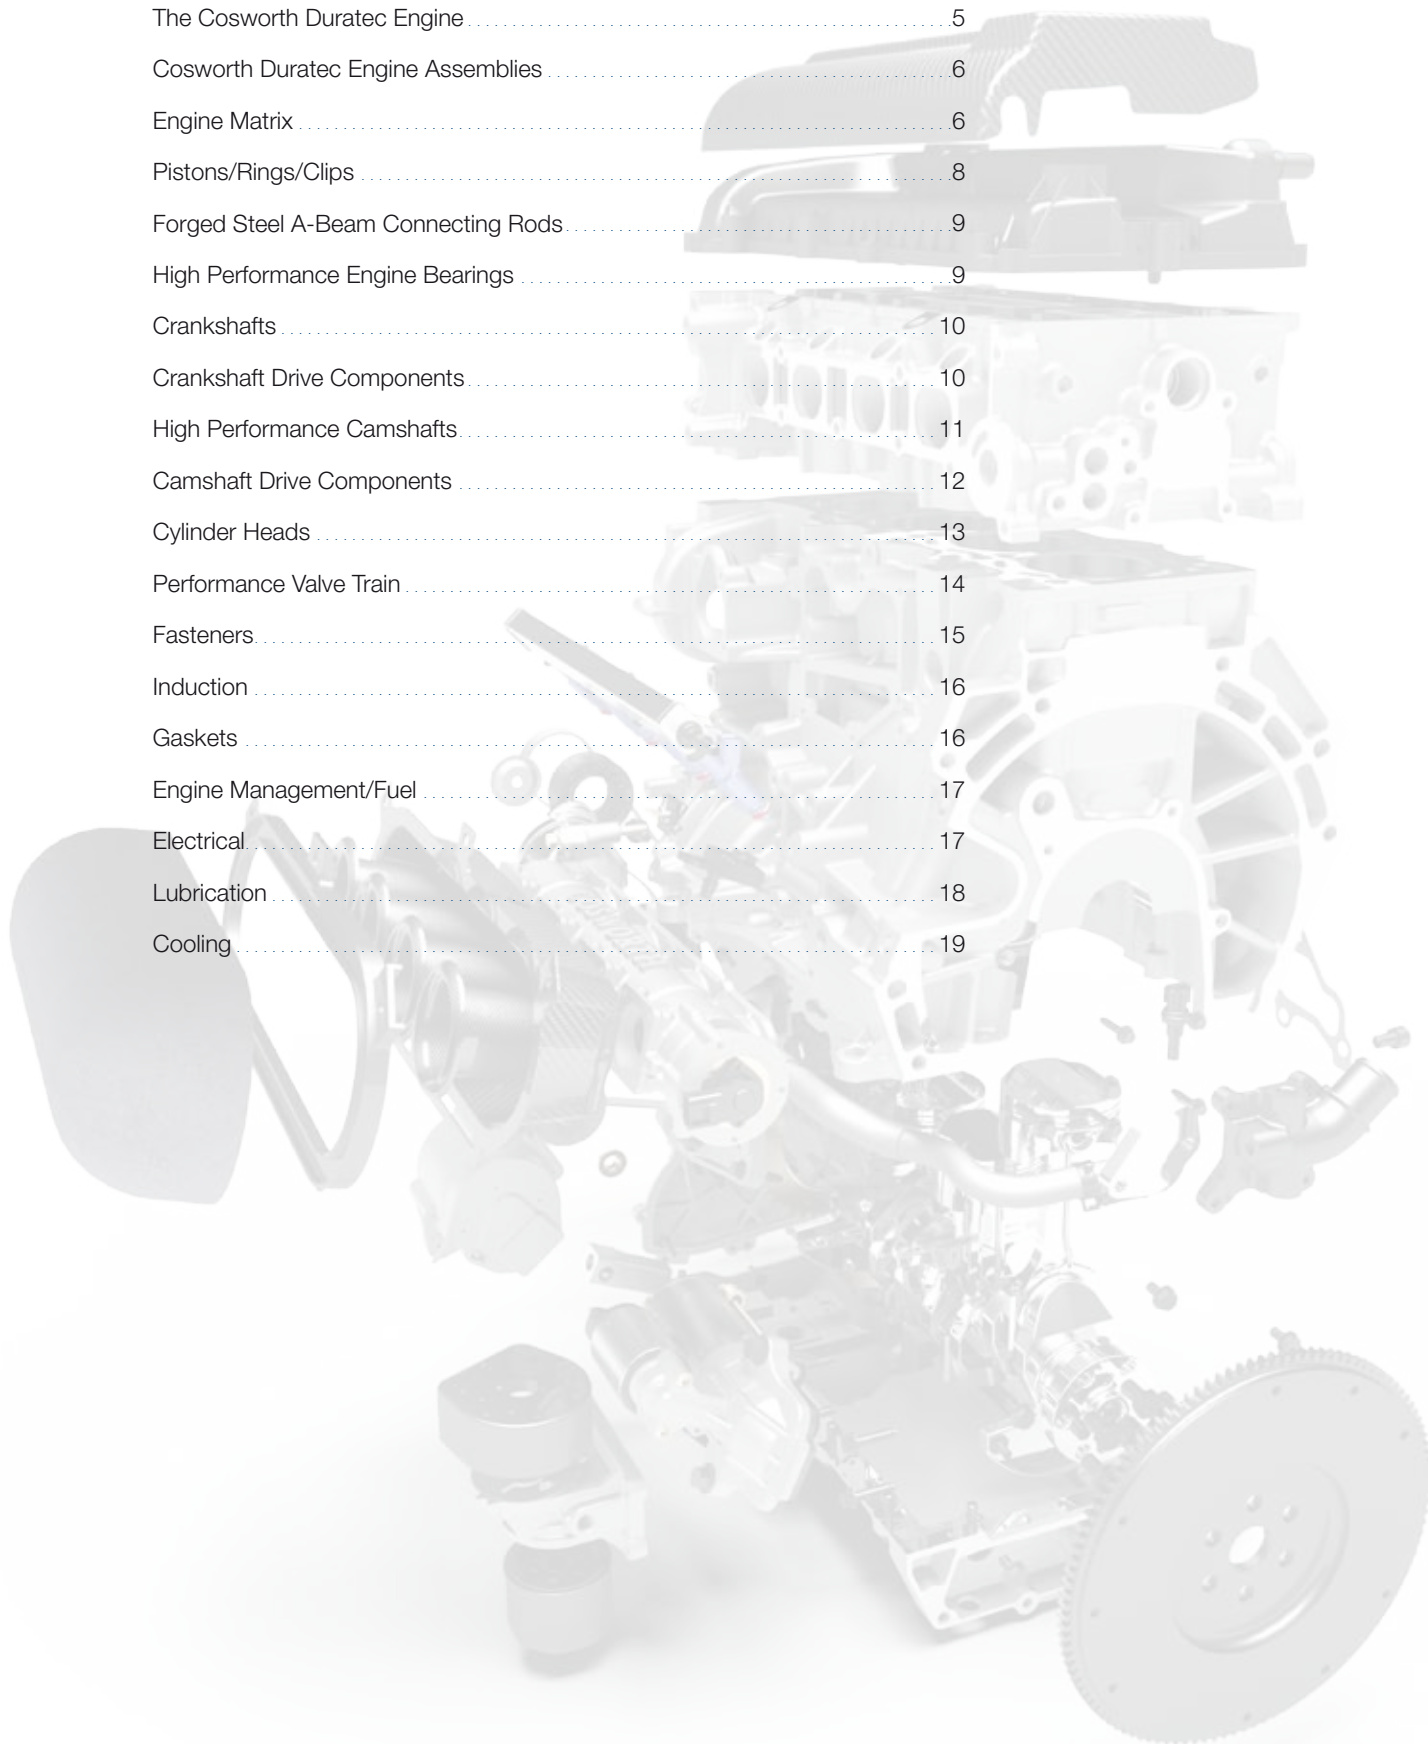 The Cosworth Duratec Engine 5
Cosworth Duratec Engine Assemblies 6
Engine Matrix 6
Pistons/Rings/Clips 8
Forged Steel A-Beam Connecting Rods 9
High Performance Engine Bearings 9
Crankshafts 10
Crankshaft Drive Components 10
High Performance Camshafts 11
Camshaft Drive Components 12
Cylinder Heads 13
Performance Valve Train 14
Fasteners 15
Induction 16
Gaskets 16
Engine Management/Fuel 17
Electrical 17
Lubrication 18
Cooling 19